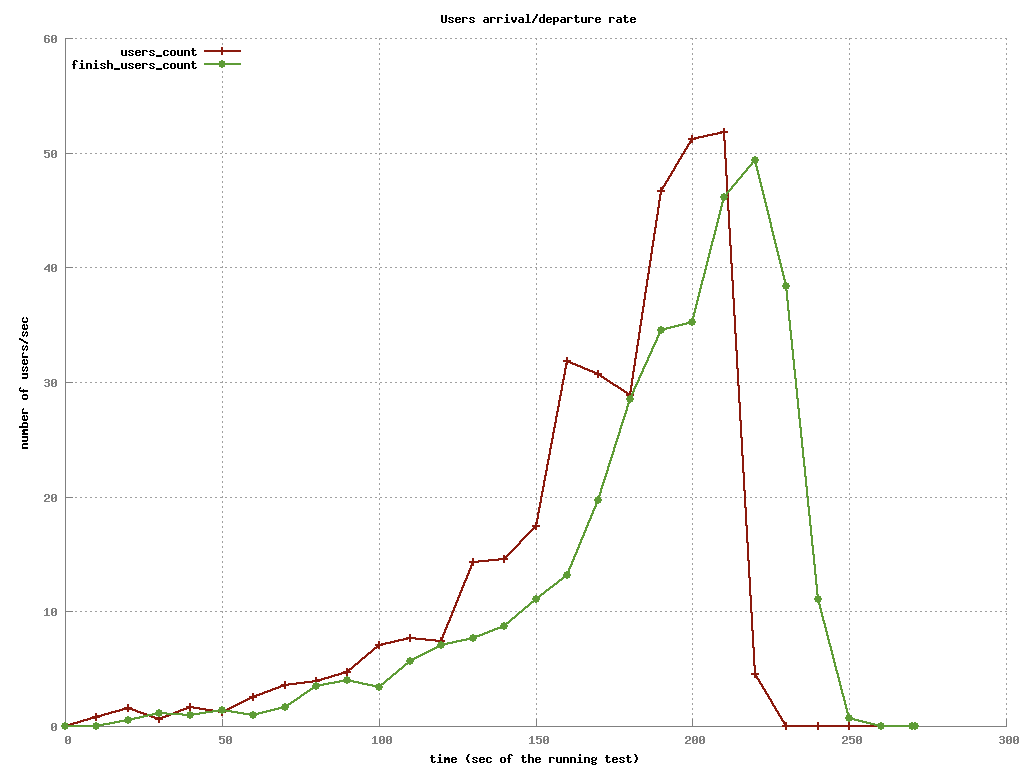 Users arrival/departure rate
users_count
finish_users_count
60
50
40
30
20
10
0
number of users/sec
0 50 100 150 200 250 300
time (sec of the running test)